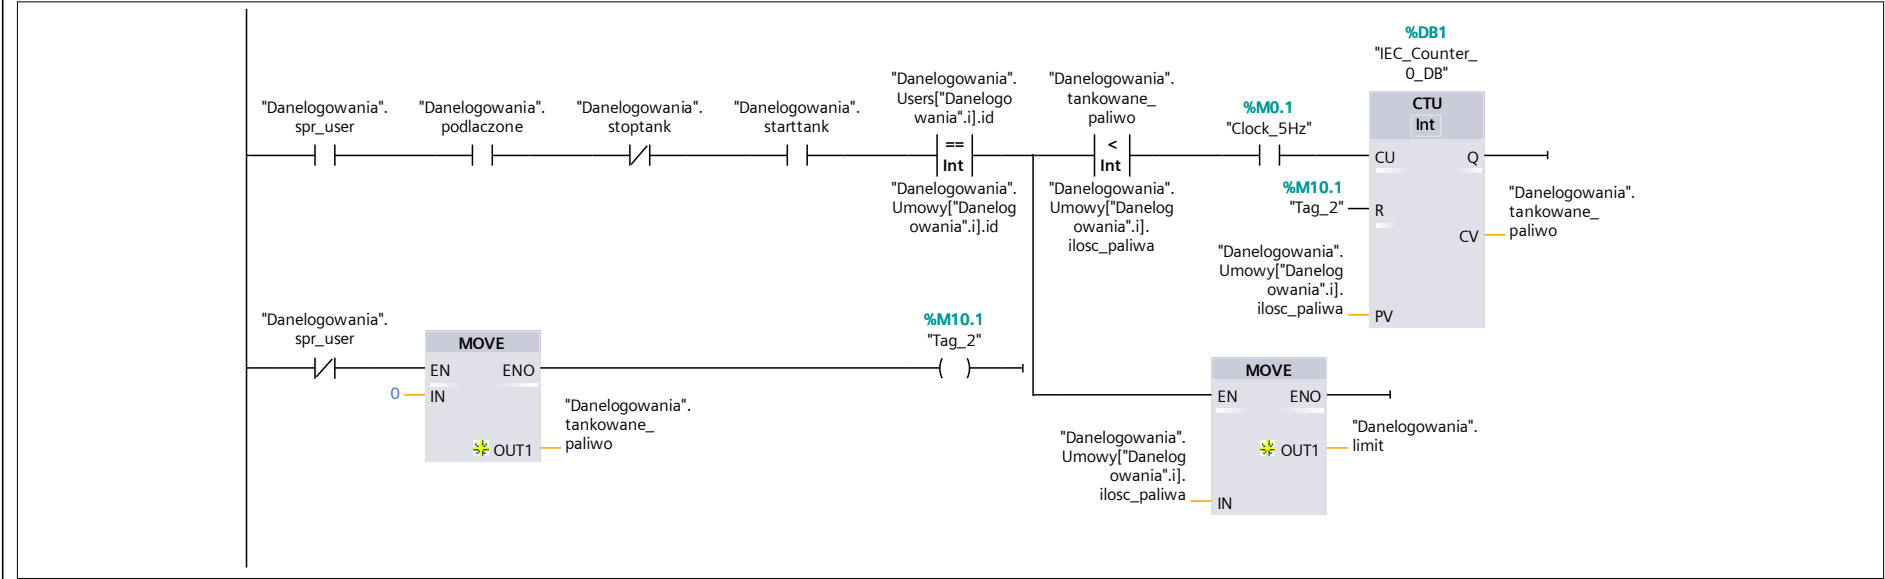 %DB1
"IEC_Counter_
0_DB"
"Danelogowania".
spr_user
"Danelogowania".
podlaczone
"Danelogowania".
stoptank
"Danelogowania".
starttank
"Danelogowania".
Users["Danelogo
wania".i].id
==
Int
"Danelogowania".
Umowy["Danelog
owania".i].id
"Danelogowania".
tankowane_
paliwo
<
Int
"Danelogowania".
Umowy["Danelog
owania".i].
ilosc_paliwa
%M0.1
"Clock_5Hz"
CTU
Int
CU
Q
%M10.1
"Tag_2"
R
CV
"Danelogowania".
tankowane_
paliwo
"Danelogowania".
Umowy["Danelog
owania".i].
ilosc_paliwa
PV
"Danelogowania".
spr_user
MOVE
EN
ENO
0
IN
OUT1
"Danelogowania".
tankowane_
paliwo
%M10.1
"Tag_2"
MOVE
EN
ENO
"Danelogowania".
Umowy["Danelog
owania".i].
ilosc_paliwa
IN
OUT1
"Danelogowania".
limit